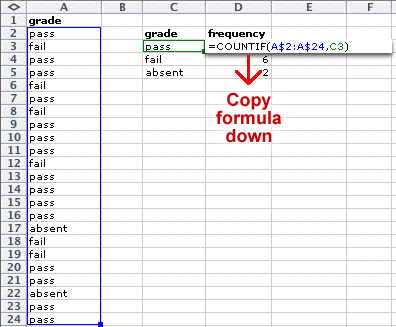 A B C D E F
1 grade
2 pass grade frequency
3 fail pass =COUNTIF(A$2:A$24,C3)
4 pass fail 6
5 pass absent 2
6 fail
7 pass Copy
8 fail formula
9 pass down
10 pass
11 pass
12 fail
13 pass
14 pass
15 pass
16 pass
17 absent
18 fail
19 fail
20 pass
21 pass
22 absent
23 pass
24 pass